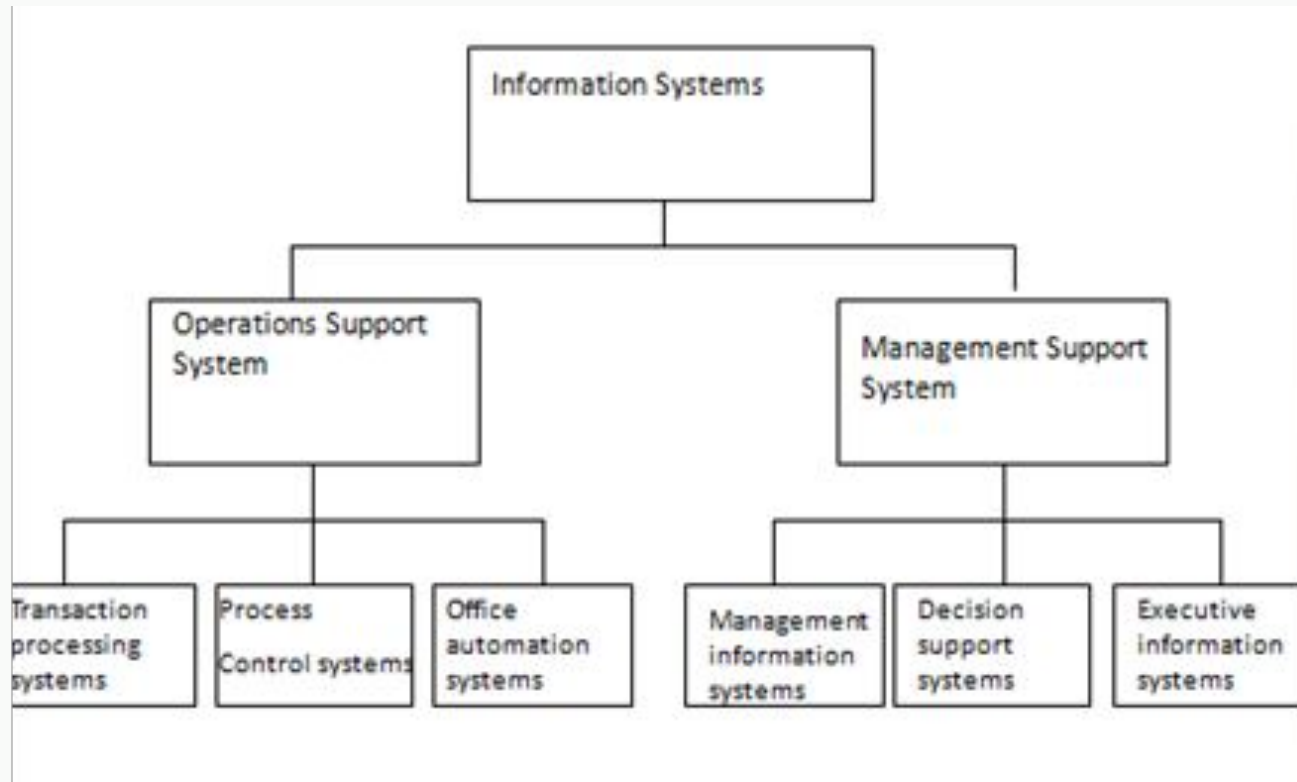 Information Systems
Operations Support
System
Management Support
System
Transaction
processing
systems
Process
Control systems
Office
automation
systems
Management
information
systems
Decision
support
systems
Executive
information
systems